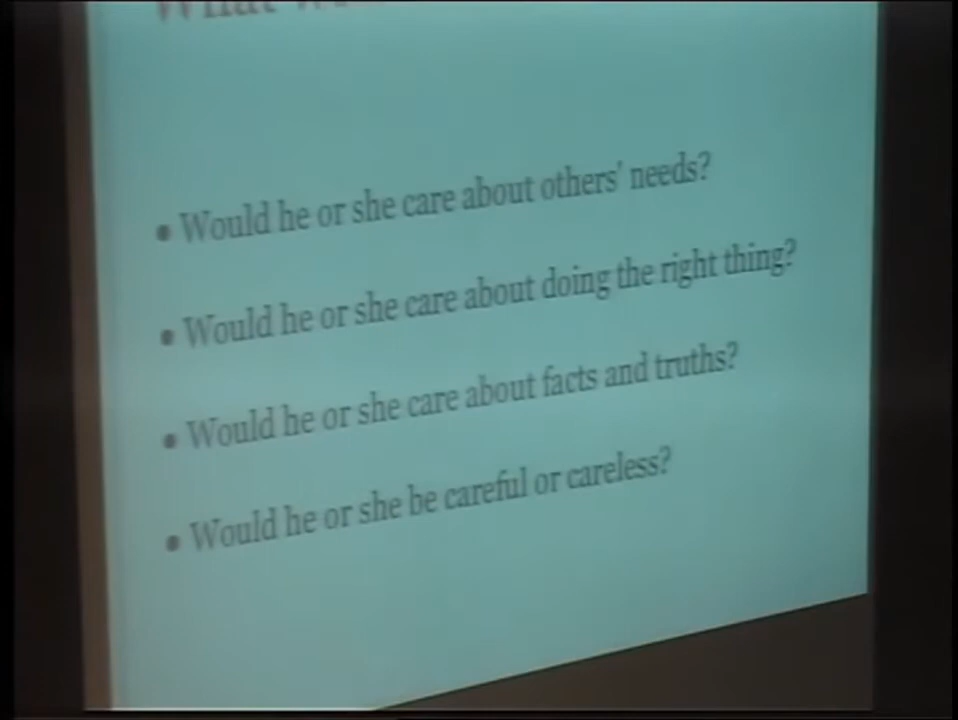 What
• Would he or she care about others' needs?
• Would he or she care about doing the right thing?
• Would he or she care about facts and truths?
• Would he or she be careful or careless?